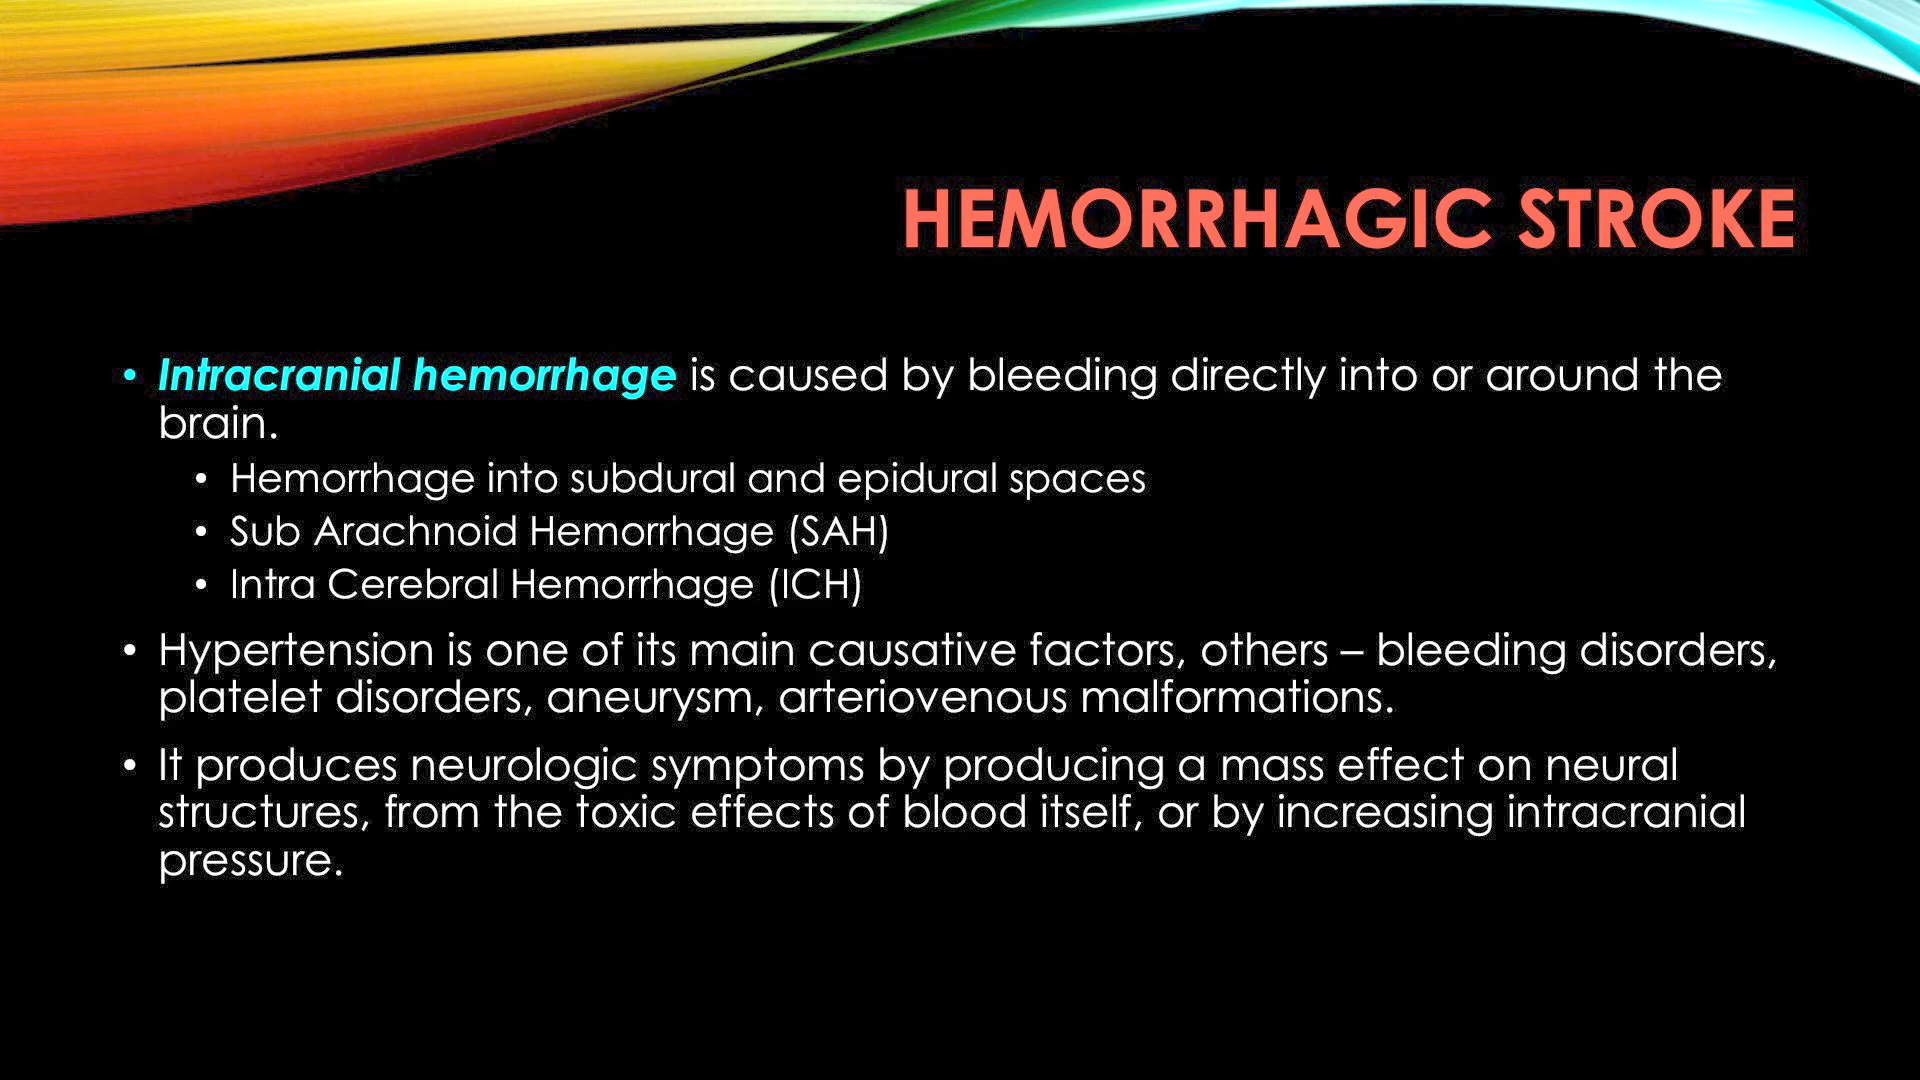 HEMORRHAGIC STROKE
• Intracranial hemorrhage is caused by bleeding directly into or around the
brain.
• Hemorrhage into subdural and epidural spaces
• Sub Arachnoid Hemorrhage (SAH)
• Intra Cerebral Hemorrhage (ICH)
• Hypertension is one of its main causative factors, others – bleeding disorders,
platelet disorders, aneurysm, arteriovenous malformations.
• It produces neurologic symptoms by producing a mass effect on neural
structures, from the toxic effects of blood itself, or by increasing intracranial
pressure.